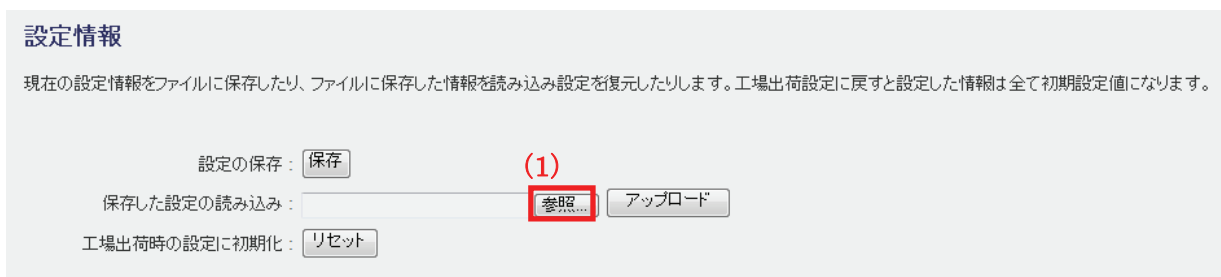 設定情報
現在の設定情報をファイルに保存したり、ファイルに保存した情報を読み込み設定を復元したりします。工場出荷設定に戻すと設定した情報は全て初期設定値になります。
設定の保存 : 保存
(1)
保存した設定の読み込み : 参照... アップロード
工場出荷時の設定に初期化 : リセット